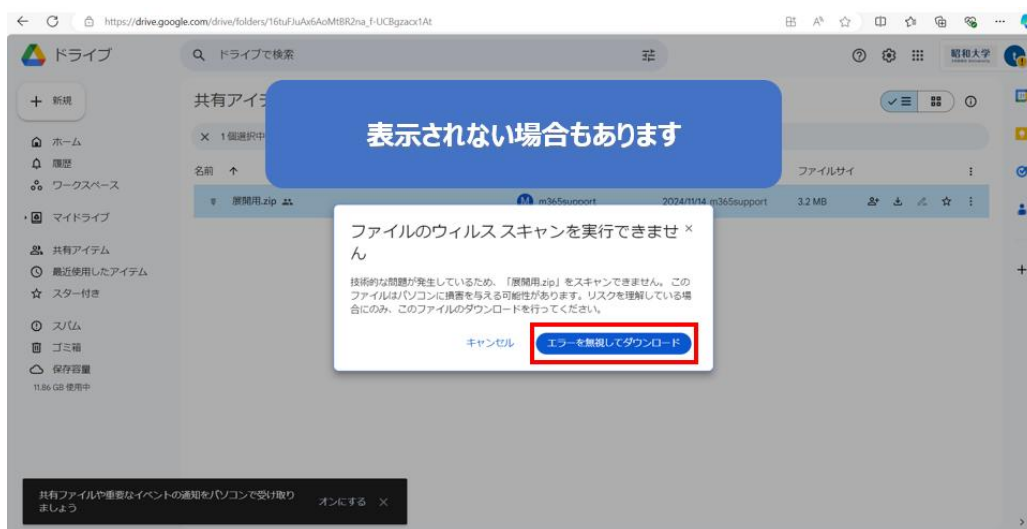 https://drive.google.com/drive/folders/16tuFJuAx6AoMtBR2na_f-UCBgzacx1At
ドライブ
ドライブで検索
昭和大学
新規
共有アイ
表示されない場合もあります
1 個選択中
ホーム
履歴
ワークスペース
マイドライブ
共有アイテム
最近使用したアイテム
スター付き
スパム
ゴミ箱
保存容量
11.86 GB 使用中
名前
ファイルサイ
展開用.zip
M m365support
2024/11/14 m365support
3.2 MB
ファイルのウィルス スキャンを実行できませ
ん
技術的な問題が発生しているため、「展開用.zip」をスキャンできません。この
ファイルはパソコンに損害を与える可能性があります。リスクを理解している場
合にのみ、このファイルのダウンロードを行ってください。
キャンセル
エラーを無視してダウンロード
共有ファイルや重要なイベントの通知をパソコンで受け取り
ましょう
オンにする